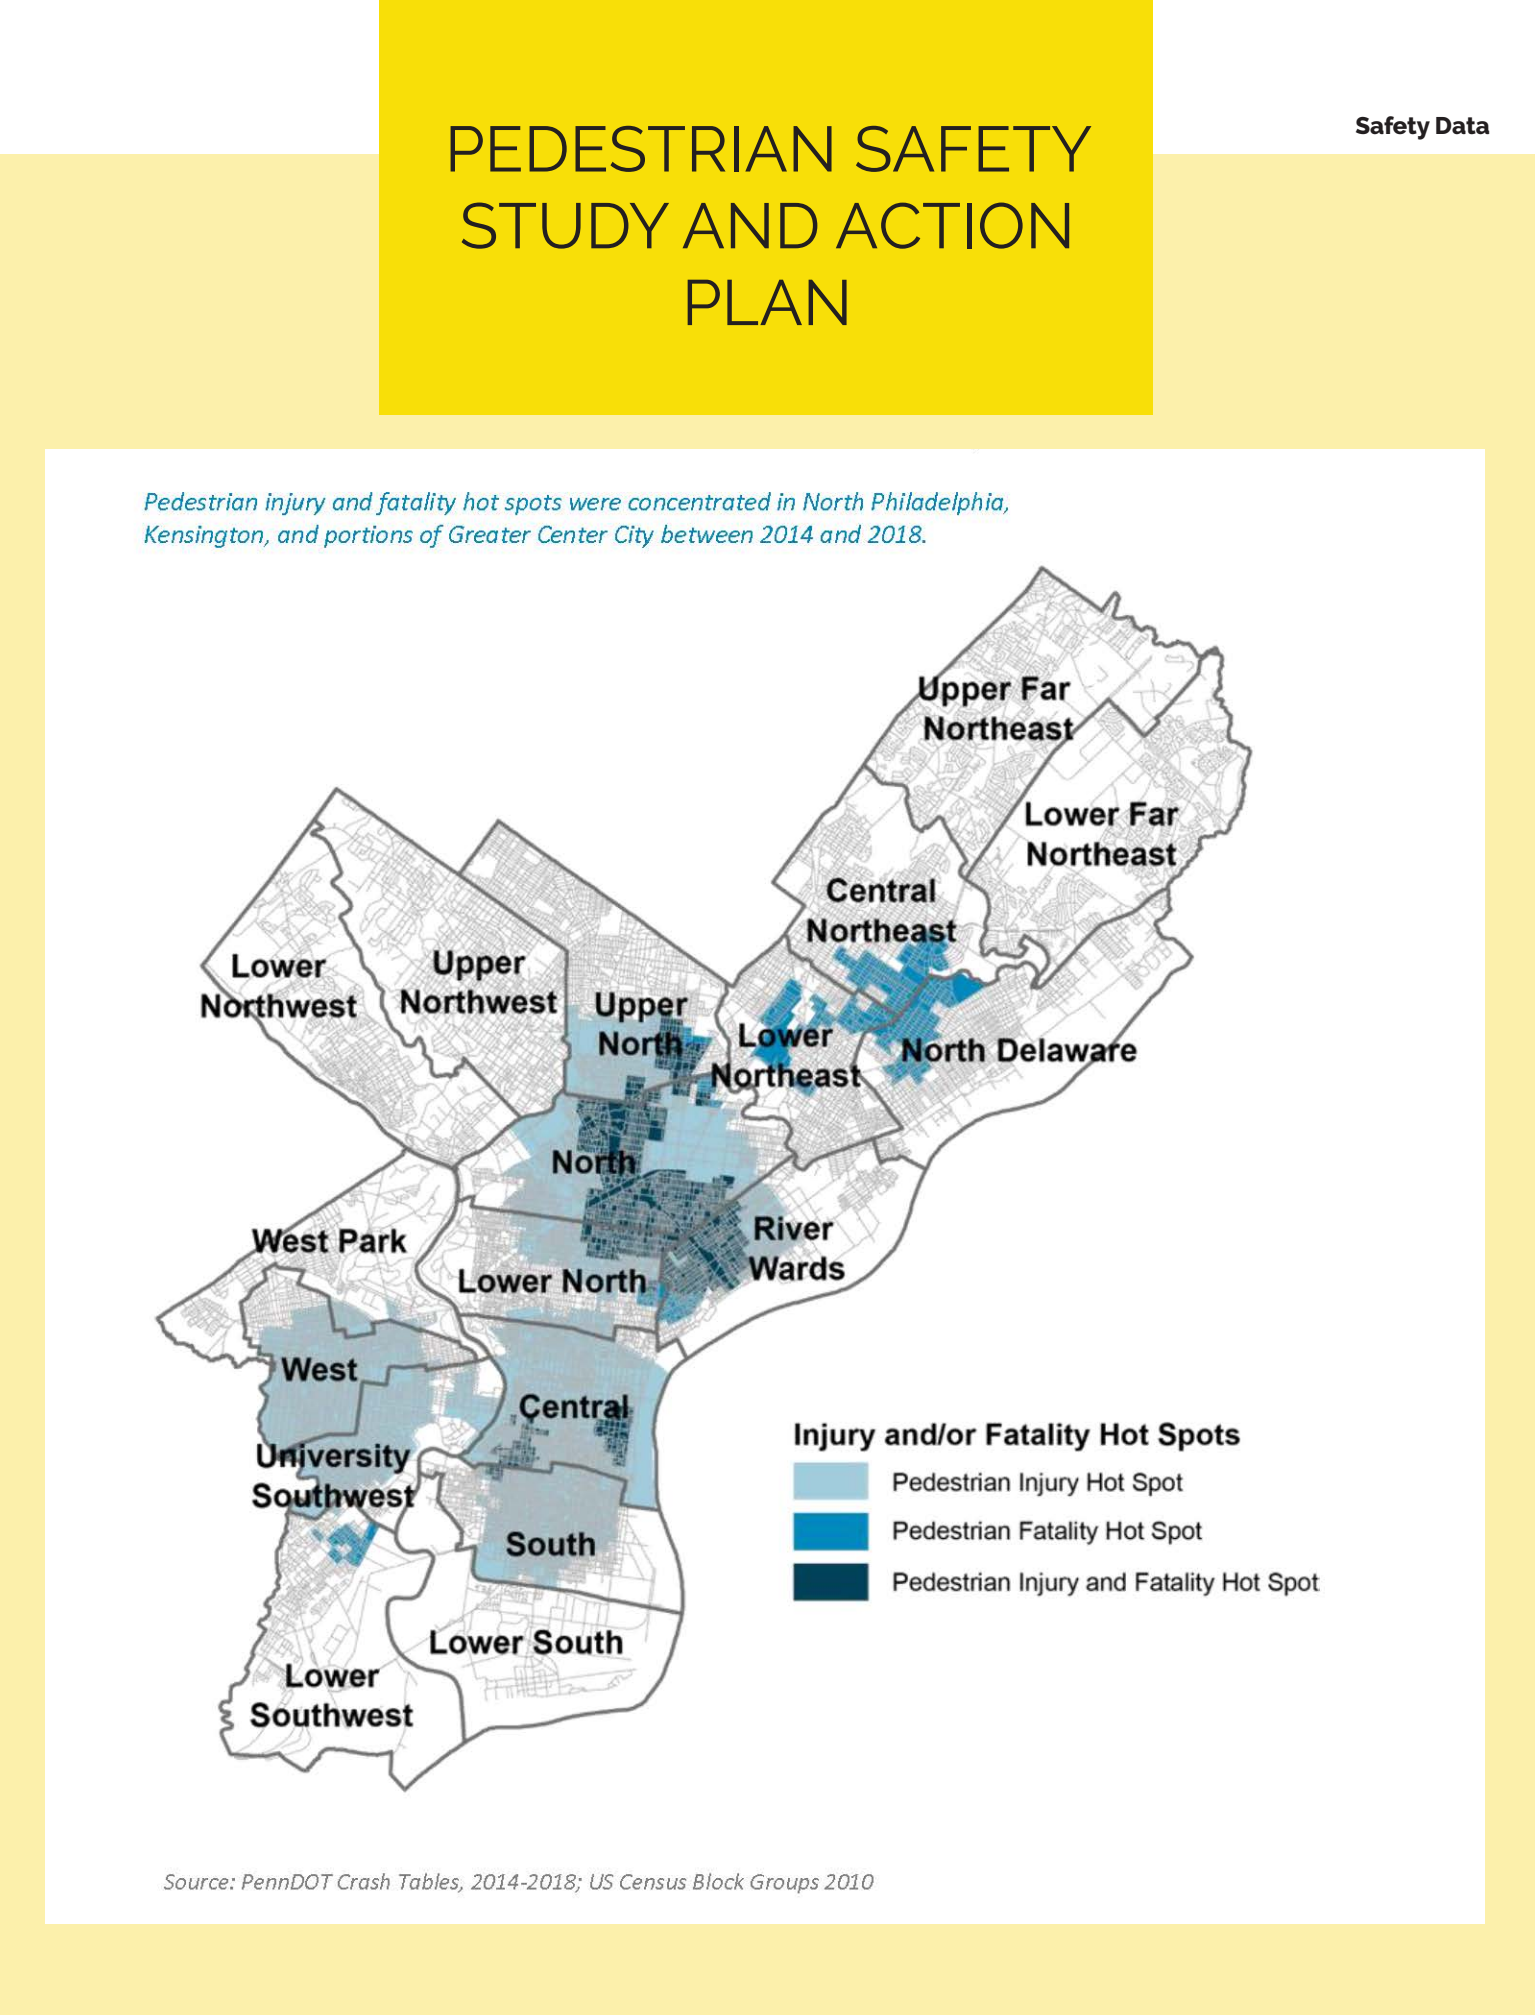 Safety Data
PEDESTRIAN SAFETY
STUDY AND ACTION
PLAN
Pedestrian injury and fatality hot spots were concentrated in North Philadelphia,
Kensington, and portions of Greater Center City between 2014 and 2018.
Upper Far
Northeast
Lower Far
Northeast
Central
Northeast
Lower
Northwest
Upper
Northwest
Upper
North
Lower
Northeast
North Delaware
North
River
Wards
West Park
Lower North
West
Central
University
Southwest
South
Lower South
Lower
Southwest
Injury and/or Fatality Hot Spots
Pedestrian Injury Hot Spot
Pedestrian Fatality Hot Spot
Pedestrian Injury and Fatality Hot Spot
Source: PennDOT Crash Tables, 2014-2018; US Census Block Groups 2010